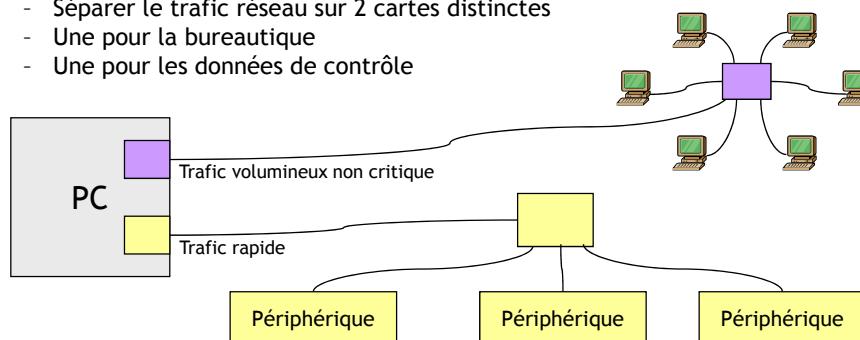 - Séparer le trafic réseau sur 2 cartes distinctes
- Une pour la bureautique
- Une pour les données de contrôle
PC
Trafic volumineux non critique
Trafic rapide
Périphérique
Périphérique
Périphérique